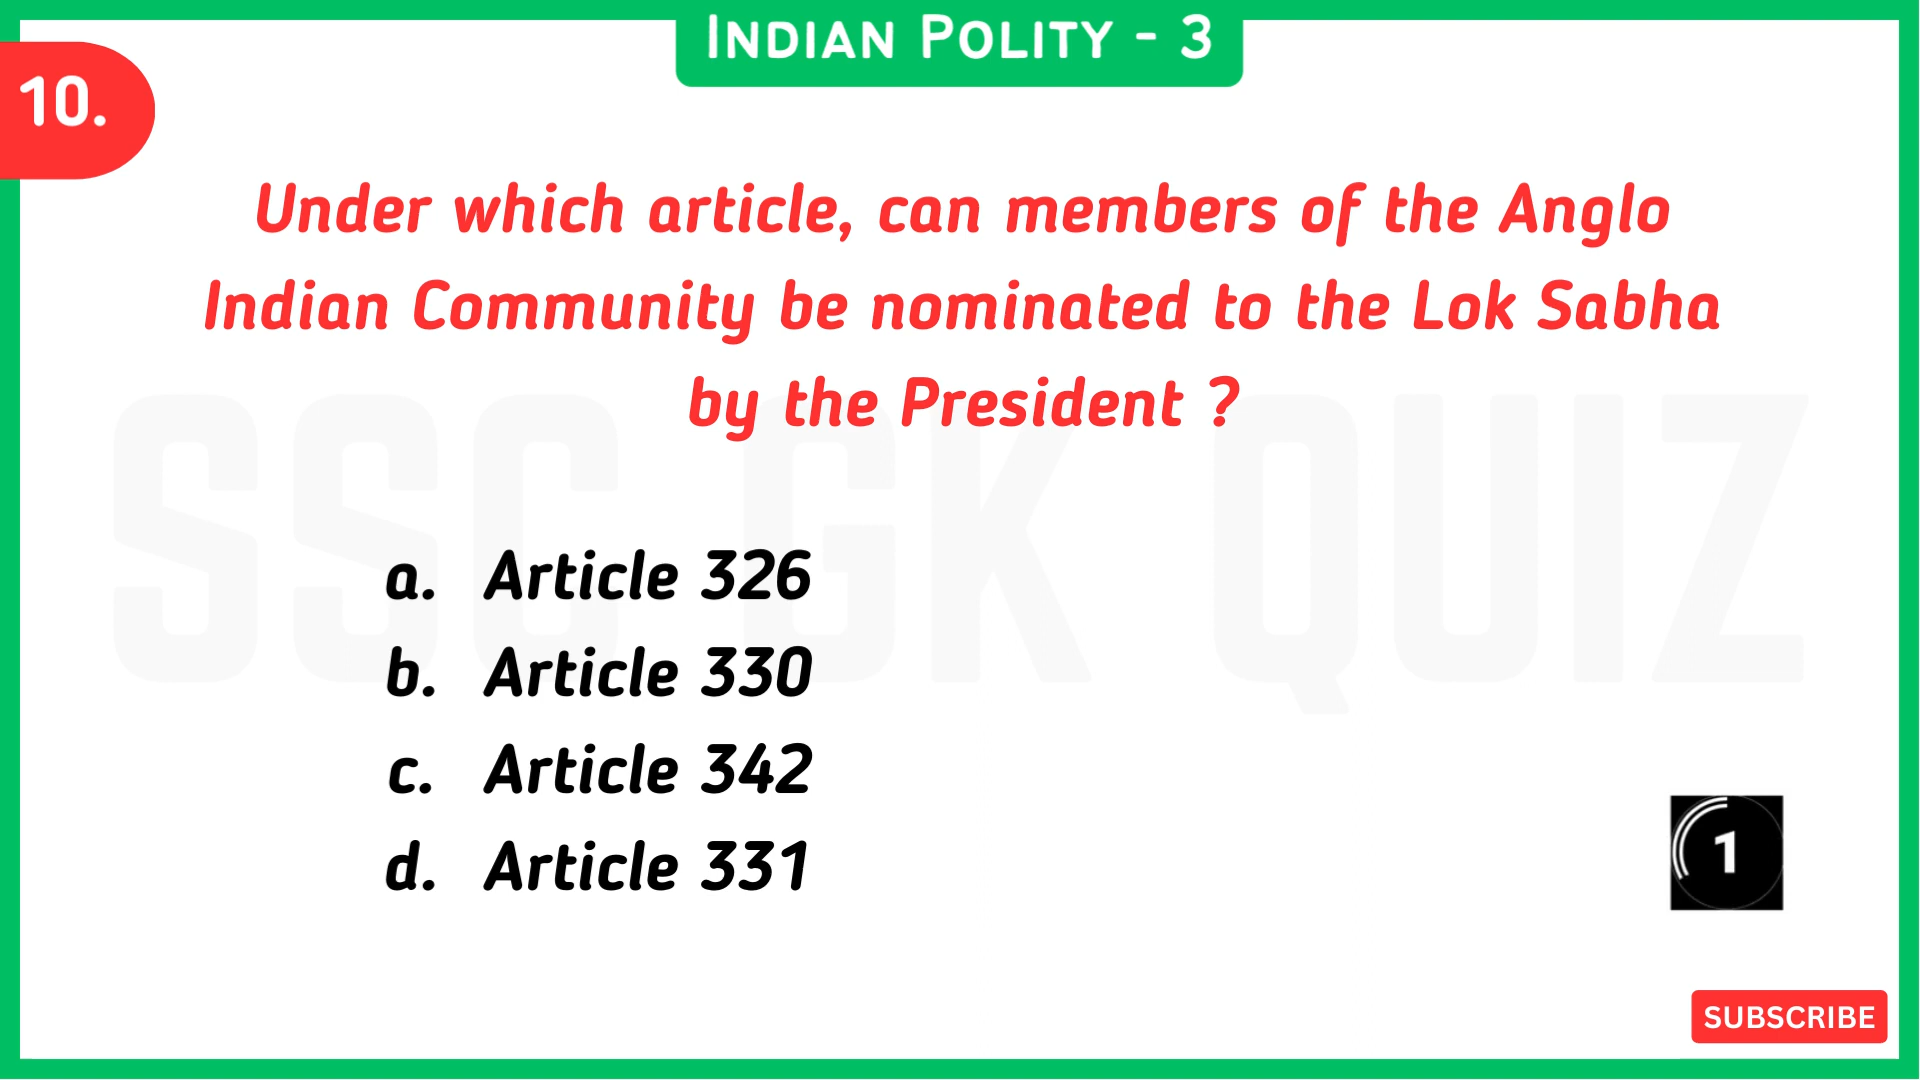 INDIAN POLITY - 3
10.
Under which article, can members of the Anglo
Indian Community be nominated to the Lok Sabha
by the President ?
SSC GK QUIZ
a. Article 326
b. Article 330
c. Article 342
d. Article 331
1
SUBSCRIBE